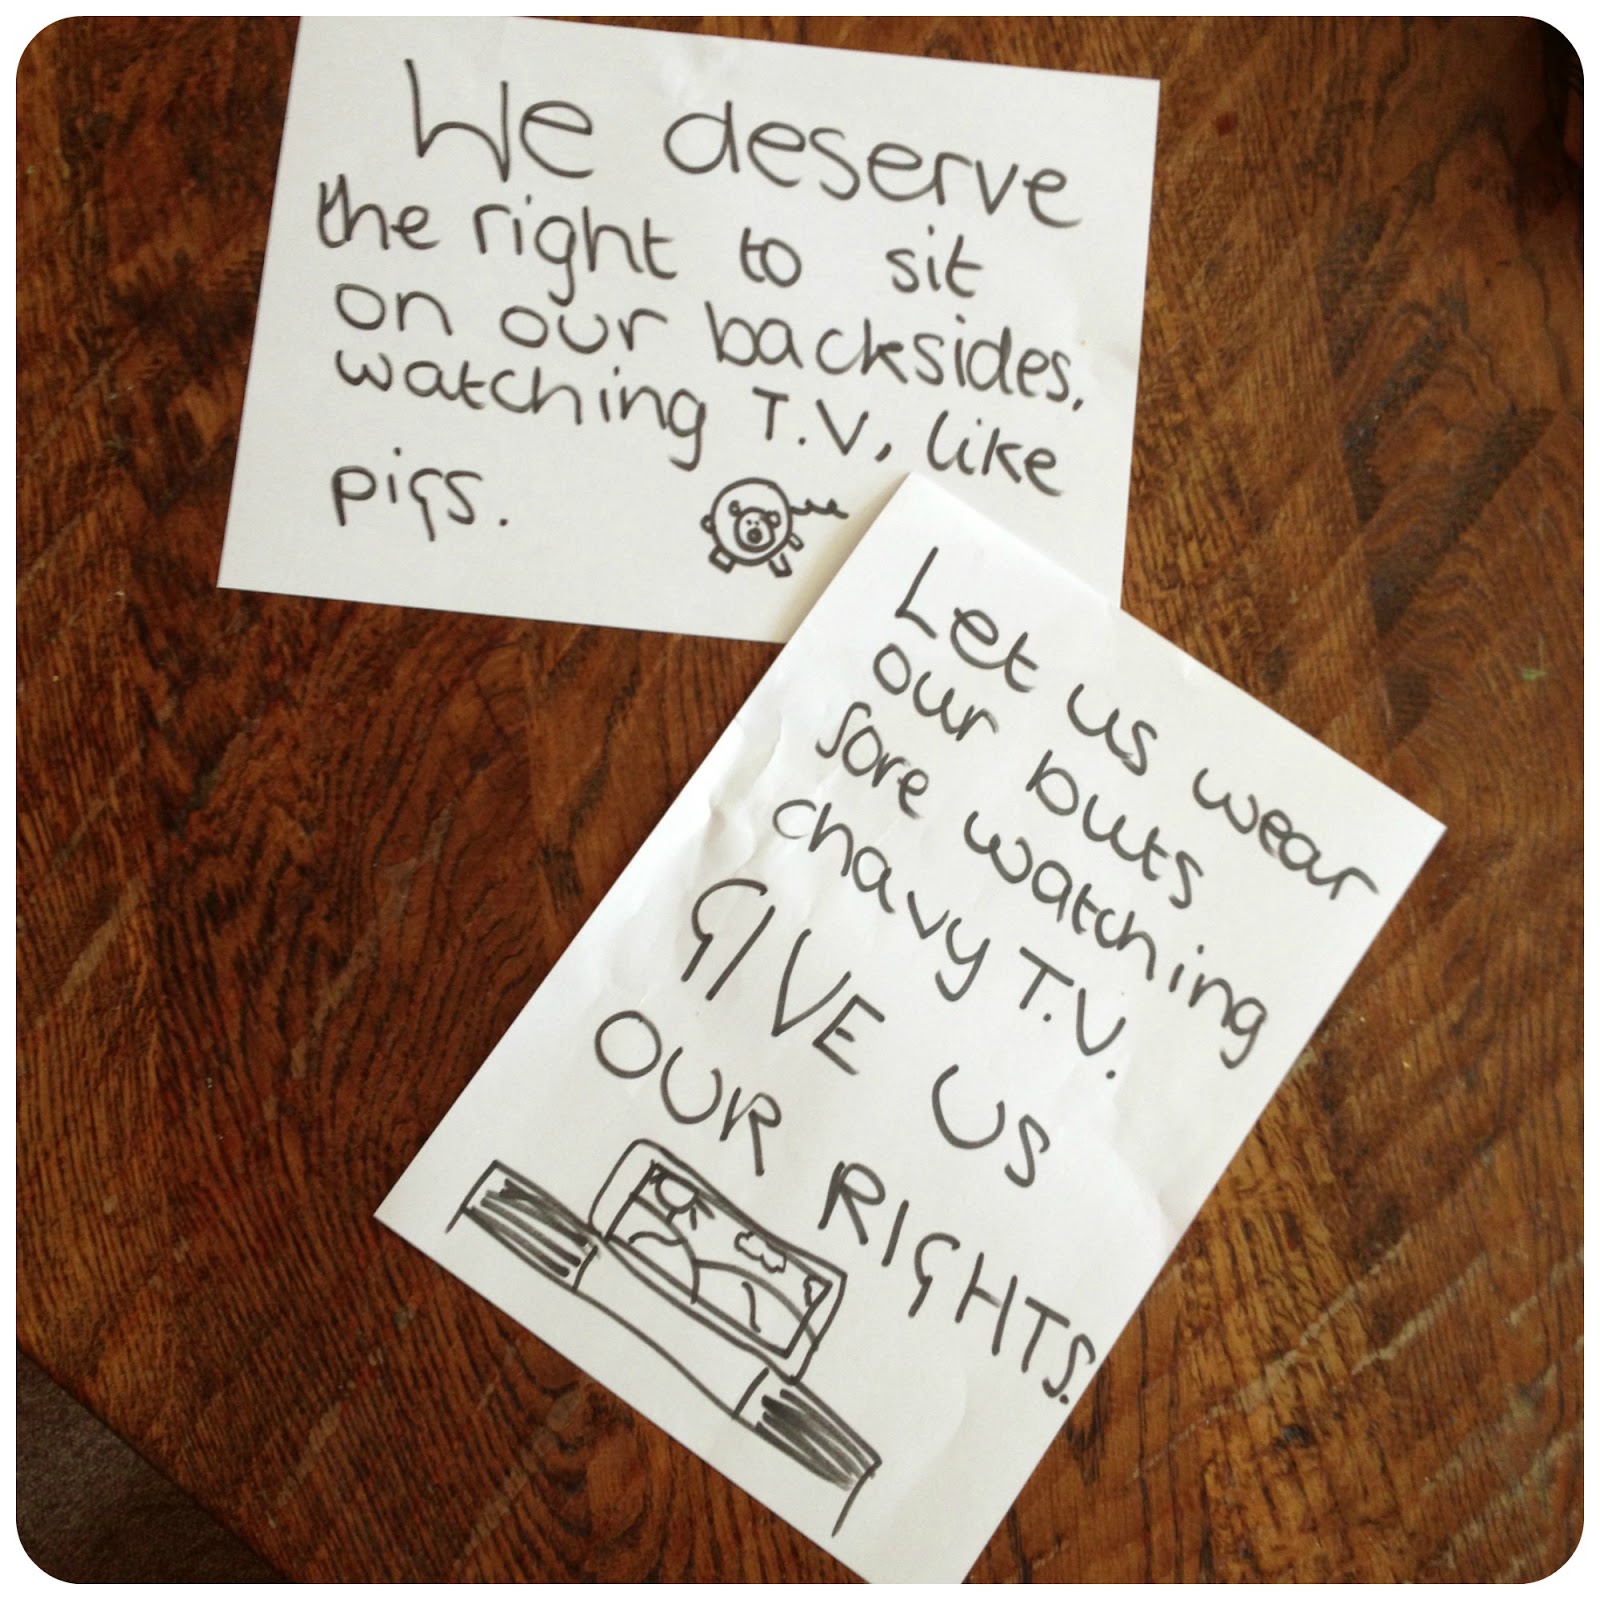 We deserve
the right to sit
on our backsides,
watching T.V, like
pigs.
Let us wear
our buts
sore watching
chavy T.V.
GIVE US
OUR RIGHTS.